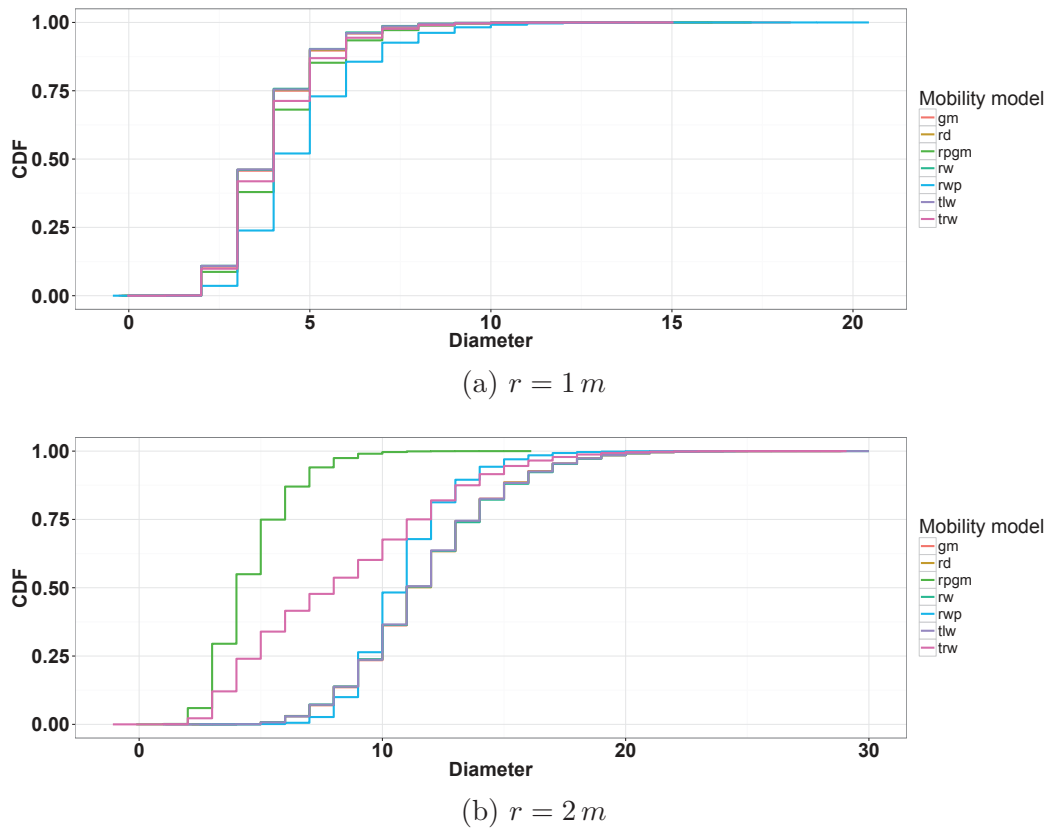 1.00
0.75
0.50
0.25
0.00
CDF
0
5
10
15
20
Diameter
Mobility model
gm
rd
rpgm
rw
rwp
tlw
trw
(a) r = 1 m
1.00
0.75
0.50
0.25
0.00
CDF
0
10
20
30
Diameter
Mobility model
gm
rd
rpgm
rw
rwp
tlw
trw
(b) r = 2 m